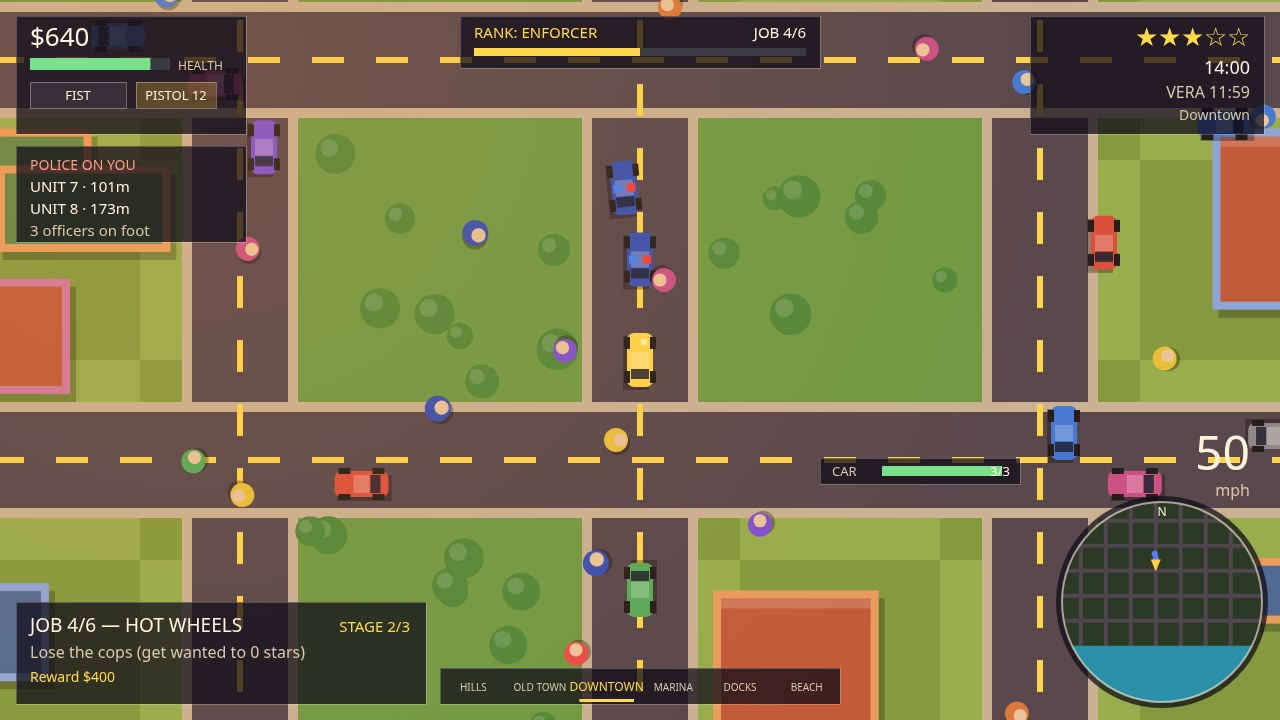 $640
HEALTH
FIST
PISTOL 12
POLICE ON YOU
UNIT 7 · 101m
UNIT 8 · 173m
3 officers on foot
RANK: ENFORCER
JOB 4/6
★★★☆☆
14:00
VERA 11:59
Downtown
CAR
3/3
50
mph
N
JOB 4/6 — HOT WHEELS
STAGE 2/3
Lose the cops (get wanted to 0 stars)
Reward $400
HILLS OLD TOWN DOWNTOWN MARINA DOCKS BEACH